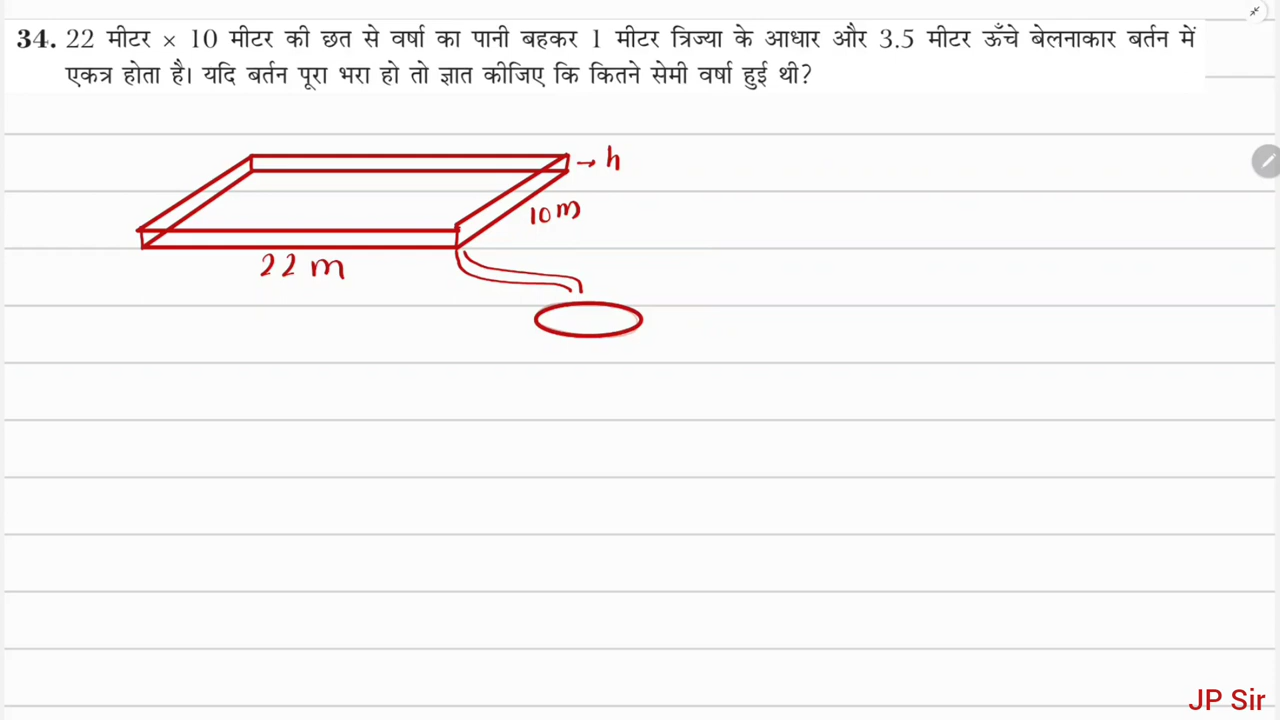 34. 22 मीटर × 10 मीटर की छत से वर्षा का पानी बहकर 1 मीटर त्रिज्या के आधार और 3.5 मीटर ऊँचे बेलनाकार बर्तन में
एकत्र होता है। यदि बर्तन पूरा भरा हो तो ज्ञात कीजिए कि कितने सेमी वर्षा हुई थी?
→ h
10 m
22 m
JP Sir